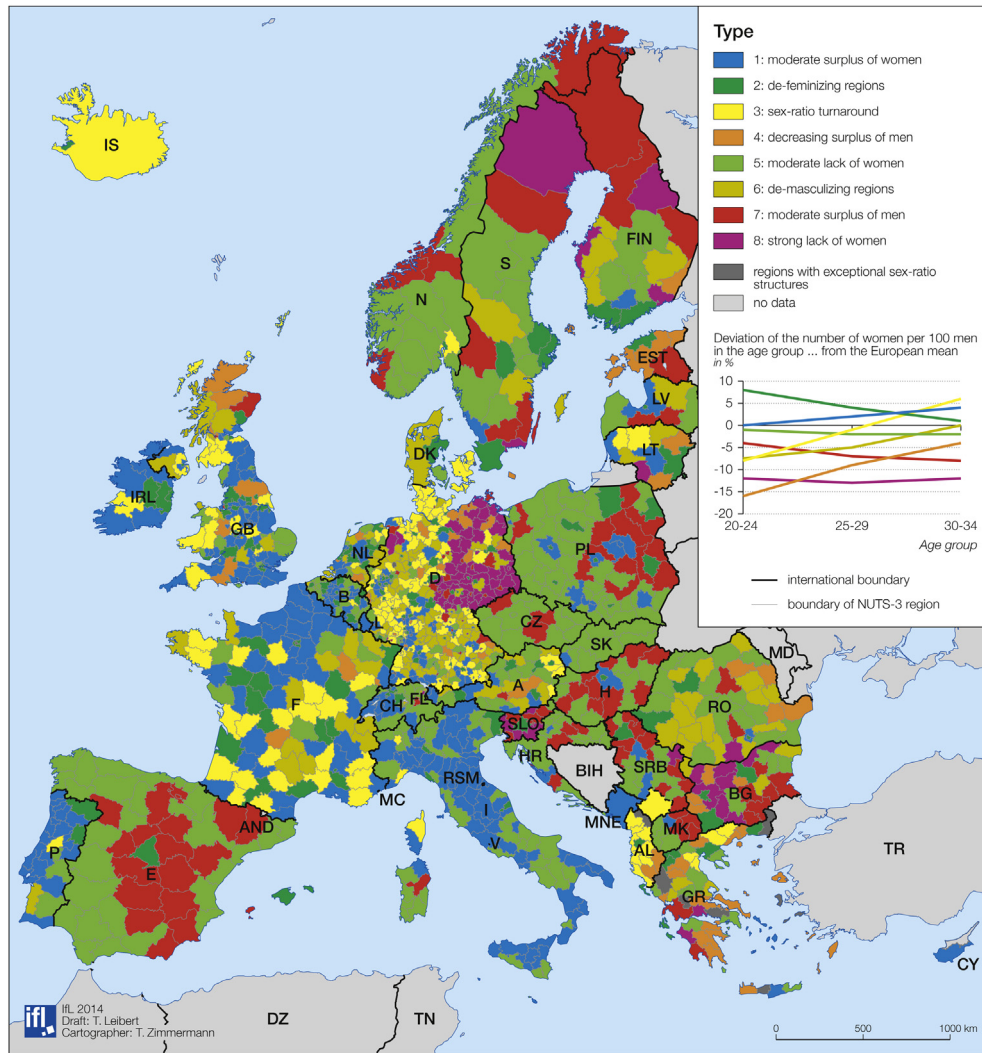 Type
1: moderate surplus of women
2: de-feminizing regions
3: sex-ratio turnaround
4: decreasing surplus of men
5: moderate lack of women
6: de-masculizing regions
7: moderate surplus of men
8: strong lack of women
regions with exceptional sex-ratio
structures
no data
Deviation of the number of women per 100 men
in the age group ... from the European mean
in %
10
5
0
-5
-10
-15
-20
20-24
25-29
30-34
Age group
international boundary
boundary of NUTS-3 region
IS
FIN
S
N
EST
LV
LT
DK
IRL
GB
NL
PL
D
B
L
CZ
SK
MD
A
H
F
CH
FL
RO
SLO
HR
RSM
BIH
SRB
MC
I
BG
MNE
AND
V
MK
P
E
AL
TR
GR
CY
DZ
TN
ifl
IfL 2014
Draft: T. Leibert
Cartographer: T. Zimmermann
0 500 1000 km